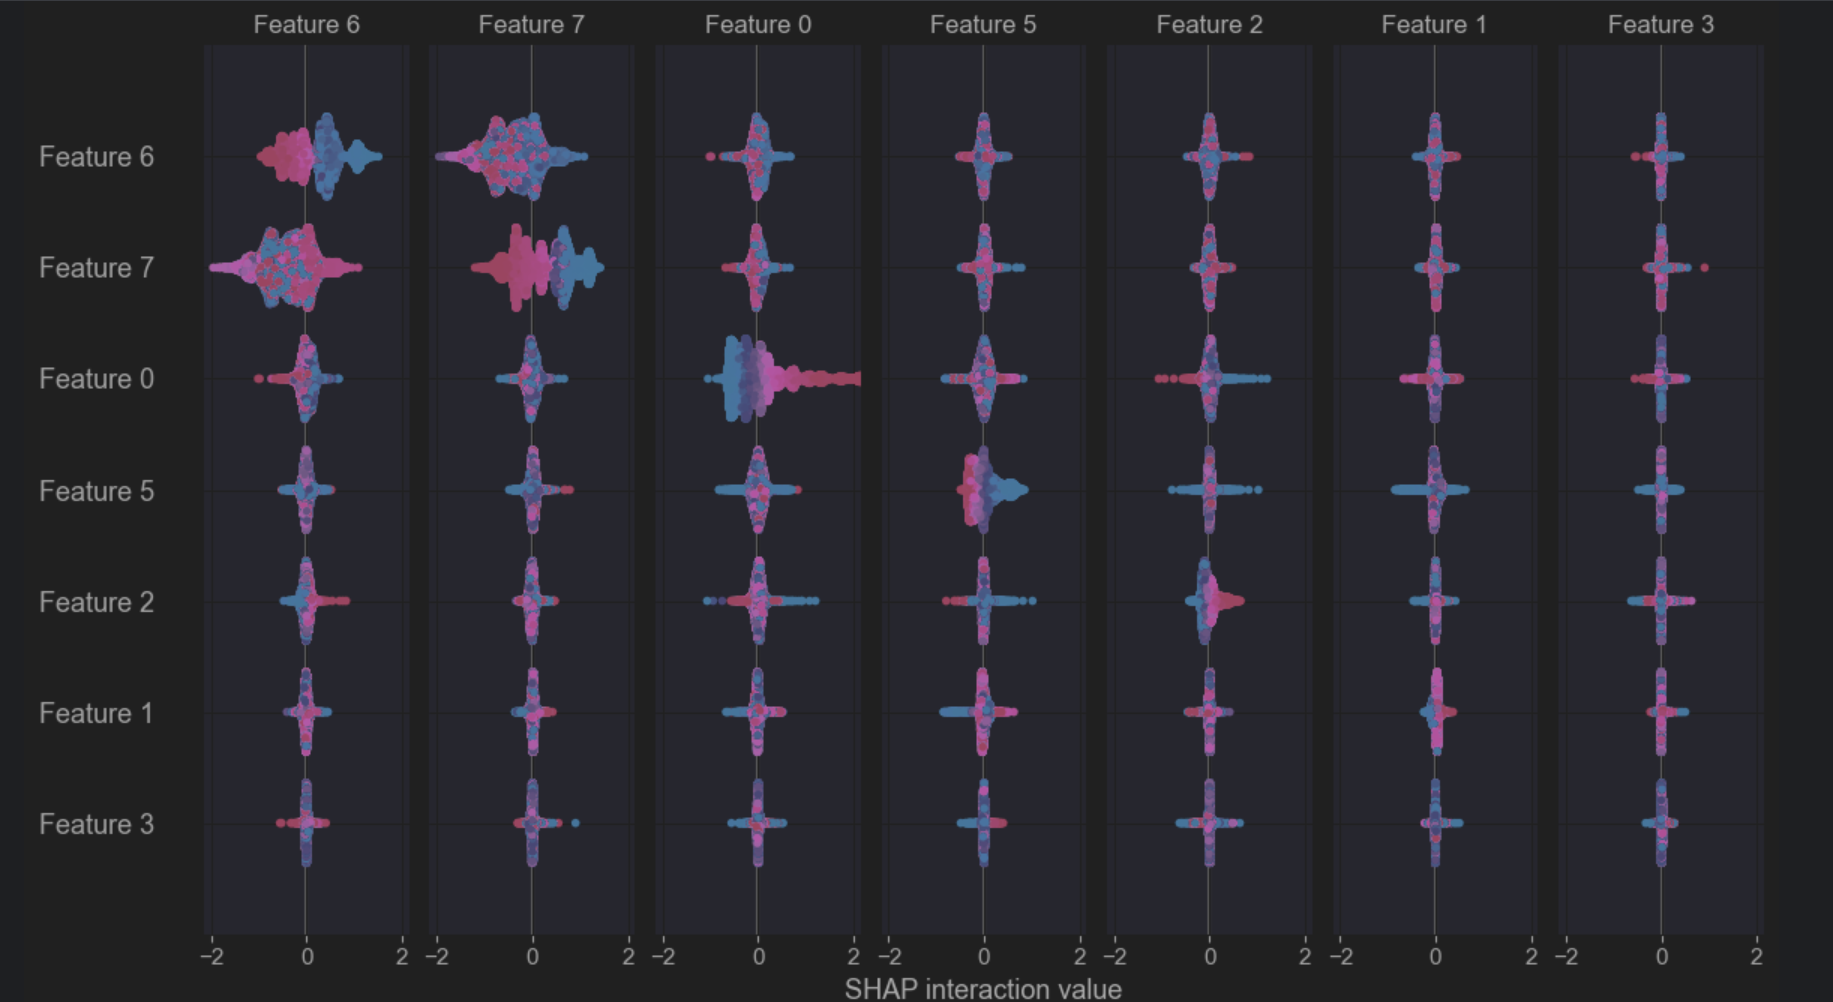 Feature 6 Feature 7 Feature 0 Feature 5 Feature 2 Feature 1 Feature 3
Feature 6
Feature 7
Feature 0
Feature 5
Feature 2
Feature 1
Feature 3
−2 0 2 −2 0 2 −2 0 2 −2 0 2 −2 0 2 −2 0 2 −2 0 2
SHAP interaction value